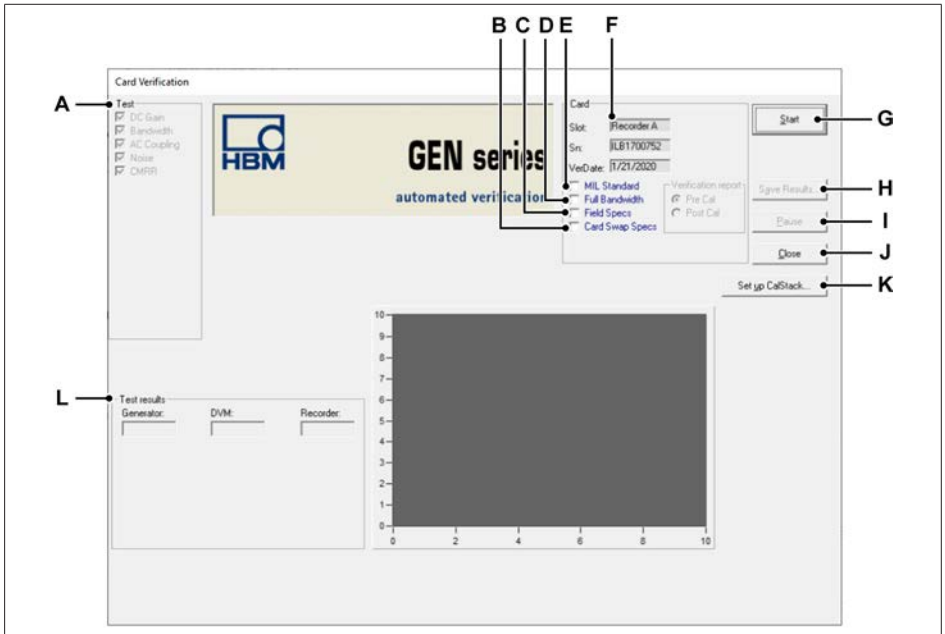 B C D E F
Card Verification
A
Test
DC Gain
Bandwidth
AC Coupling
Noise
CMRR
HBM
GEN series
automated verification
Card
Slot: Recorder A
Sn: ILB1700752
VerDate: 1/21/2020
MIL Standard
Full Bandwidth
Field Specs
Card Swap Specs
Verification report
Pre Cal
Post Cal
Start
G
Save Results...
H
Pause
I
Close
J
Set up CalStack...
K
L
Test results
Generator: DVM: Recorder:
10
9
8
7
6
5
4
3
2
1
0
0 2 4 6 8 10